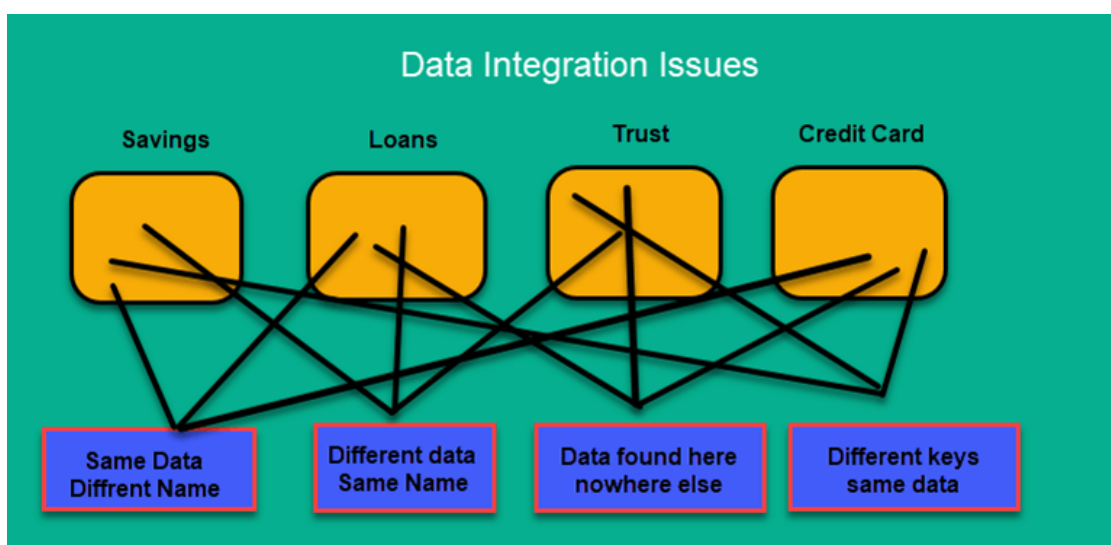 Data Integration Issues
Savings
Loans
Trust
Credit Card
Same Data
Diffrent Name
Different data
Same Name
Data found here
nowhere else
Different keys
same data